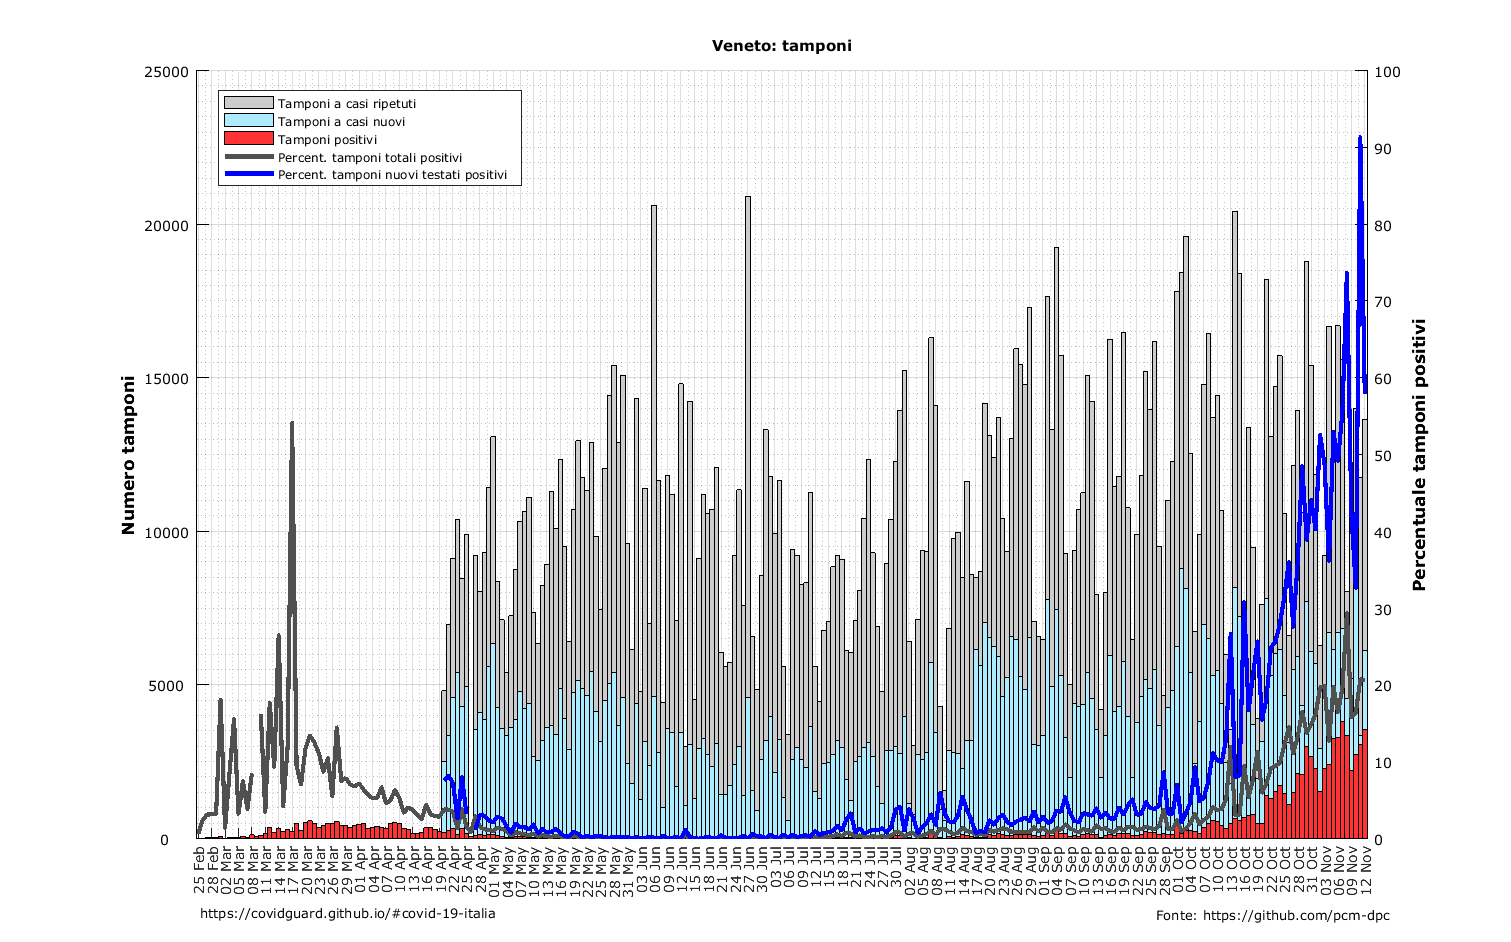 Veneto: tamponi
25000
20000
15000
10000
5000
0
100
90
80
70
60
50
40
30
20
10
0
Numero tamponi
Percentuale tamponi positivi
Tamponi a casi ripetuti
Tamponi a casi nuovi
Tamponi positivi
Percent. tamponi totali positivi
Percent. tamponi nuovi testati positivi
25 Feb
28 Feb
02 Mar
05 Mar
08 Mar
11 Mar
14 Mar
17 Mar
20 Mar
23 Mar
26 Mar
29 Mar
01 Apr
04 Apr
07 Apr
10 Apr
13 Apr
16 Apr
19 Apr
22 Apr
25 Apr
28 Apr
01 May
04 May
07 May
10 May
13 May
16 May
19 May
22 May
25 May
28 May
31 May
03 Jun
06 Jun
09 Jun
12 Jun
15 Jun
18 Jun
21 Jun
24 Jun
27 Jun
30 Jun
03 Jul
06 Jul
09 Jul
12 Jul
15 Jul
18 Jul
21 Jul
24 Jul
27 Jul
30 Jul
02 Aug
05 Aug
08 Aug
11 Aug
14 Aug
17 Aug
20 Aug
23 Aug
26 Aug
29 Aug
01 Sep
04 Sep
07 Sep
10 Sep
13 Sep
16 Sep
19 Sep
22 Sep
25 Sep
28 Sep
01 Oct
04 Oct
07 Oct
10 Oct
13 Oct
16 Oct
19 Oct
22 Oct
25 Oct
28 Oct
31 Oct
03 Nov
06 Nov
09 Nov
12 Nov
https://covidguard.github.io/#covid-19-italia
Fonte: https://github.com/pcm-dpc